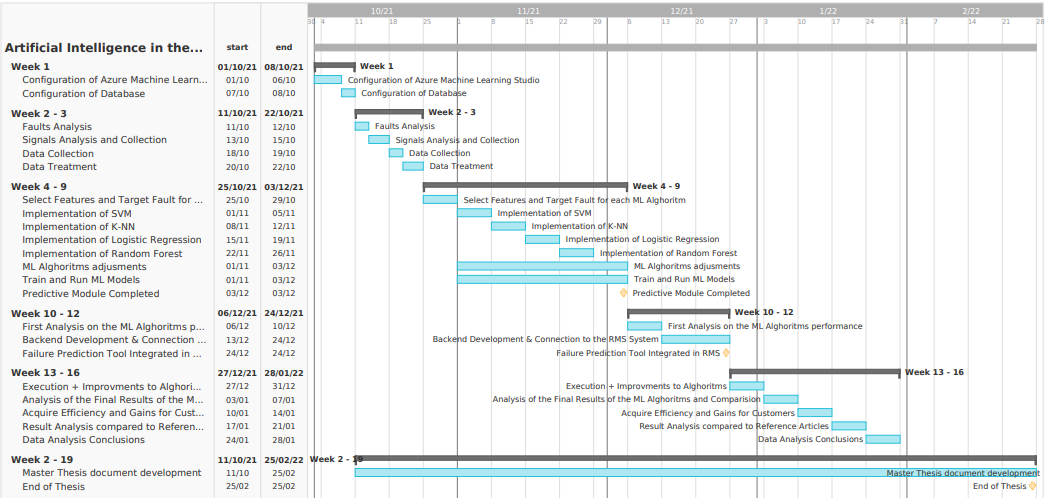 10/21 11/21 12/21 1/22 2/22
30 4 11 18 25 1 8 15 22 29 6 13 20 27 3 10 17 24 31 7 14 21 28
Artificial Intelligence in the... start end
Week 1 01/10/21 08/10/21 Week 1
Configuration of Azure Machine Learn... 01/10 06/10 Configuration of Azure Machine Learning Studio
Configuration of Database 07/10 08/10 Configuration of Database
Week 2 - 3 11/10/21 22/10/21 Week 2 - 3
Faults Analysis 11/10 12/10 Faults Analysis
Signals Analysis and Collection 13/10 15/10 Signals Analysis and Collection
Data Collection 18/10 19/10 Data Collection
Data Treatment 20/10 22/10 Data Treatment
Week 4 - 9 25/10/21 03/12/21 Week 4 - 9
Select Features and Target Fault for ... 25/10 29/10 Select Features and Target Fault for each ML Alghoritm
Implementation of SVM 01/11 05/11 Implementation of SVM
Implementation of K-NN 08/11 12/11 Implementation of K-NN
Implementation of Logistic Regression 15/11 19/11 Implementation of Logistic Regression
Implementation of Random Forest 22/11 26/11 Implementation of Random Forest
ML Alghoritms adjusments 01/11 03/12 ML Alghoritms adjusments
Train and Run ML Models 01/11 03/12 Train and Run ML Models
Predictive Module Completed 03/12 03/12 Predictive Module Completed
Week 10 - 12 06/12/21 24/12/21 Week 10 - 12
First Analysis on the ML Alghoritms p... 06/12 10/12 First Analysis on the ML Alghoritms performance
Backend Development & Connection ... 13/12 24/12 Backend Development & Connection to the RMS System
Failure Prediction Tool Integrated in ... 24/12 24/12 Failure Prediction Tool Integrated in RMS
Week 13 - 16 27/12/21 28/01/22 Week 13 - 16
Execution + Improvments to Alghori... 27/12 31/12 Execution + Improvments to Alghoritms
Analysis of the Final Results of the M... 03/01 07/01 Analysis of the Final Results of the ML Alghoritms and Comparision
Acquire Efficiency and Gains for Cust... 10/01 14/01 Acquire Efficiency and Gains for Customers
Result Analysis compared to Referen... 17/01 21/01 Result Analysis compared to Reference Articles
Data Analysis Conclusions 24/01 28/01 Data Analysis Conclusions
Week 2 - 19 11/10/21 25/02/22 Week 2 - 19
Master Thesis document development 11/10 25/02 Master Thesis document development
End of Thesis 25/02 25/02 End of Thesis